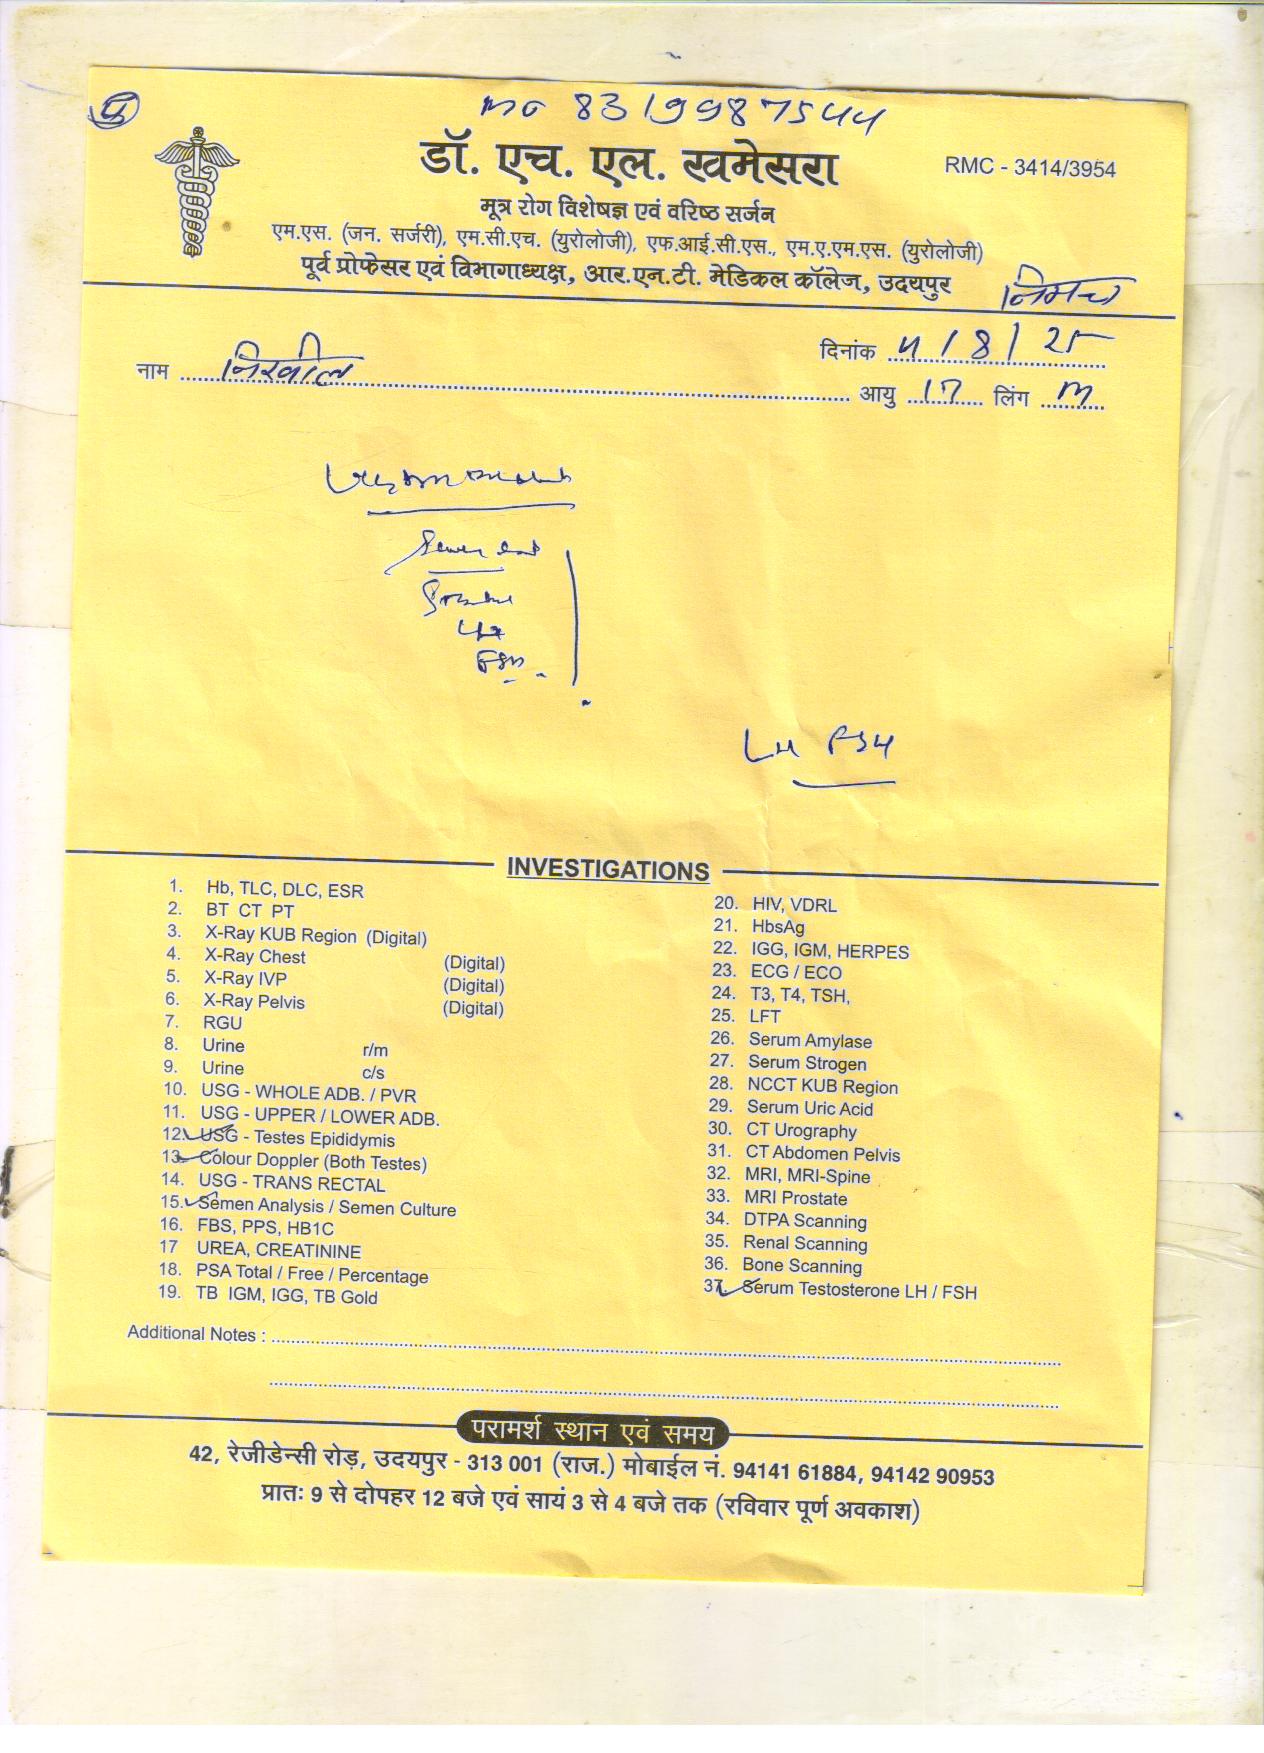 mo 8319987544
डॉ. एच. एल. खमेसरा
RMC - 3414/3954
मूत्र रोग विशेषज्ञ एवं वरिष्ठ सर्जन
एम.एस. (जन. सर्जरी), एम.सी.एच. (युरोलोजी), एफ.आई.सी.एस., एम.ए.एम.एस. (युरोलोजी)
पूर्व प्रोफेसर एवं विभागाध्यक्ष, आर.एन.टी. मेडिकल कॉलेज, उदयपुर
निमच
दिनांक 4/8/25
नाम निखील आयु 17 लिंग M
LH FSH
INVESTIGATIONS
1. Hb, TLC, DLC, ESR
2. BT CT PT
3. X-Ray KUB Region (Digital)
4. X-Ray Chest (Digital)
5. X-Ray IVP (Digital)
6. X-Ray Pelvis (Digital)
7. RGU
8. Urine r/m
9. Urine c/s
10. USG - WHOLE ADB. / PVR
11. USG - UPPER / LOWER ADB.
12. USG - Testes Epididymis
13. Colour Doppler (Both Testes)
14. USG - TRANS RECTAL
15. Semen Analysis / Semen Culture
16. FBS, PPS, HB1C
17 UREA, CREATININE
18. PSA Total / Free / Percentage
19. TB IGM, IGG, TB Gold
20. HIV, VDRL
21. HbsAg
22. IGG, IGM, HERPES
23. ECG / ECO
24. T3, T4, TSH,
25. LFT
26. Serum Amylase
27. Serum Strogen
28. NCCT KUB Region
29. Serum Uric Acid
30. CT Urography
31. CT Abdomen Pelvis
32. MRI, MRI-Spine
33. MRI Prostate
34. DTPA Scanning
35. Renal Scanning
36. Bone Scanning
37. Serum Testosterone LH / FSH
Additional Notes :
परामर्श स्थान एवं समय
42, रेजीडेन्सी रोड़, उदयपुर - 313 001 (राज.) मोबाईल नं. 94141 61884, 94142 90953
प्रातः 9 से दोपहर 12 बजे एवं सायं 3 से 4 बजे तक (रविवार पूर्ण अवकाश)